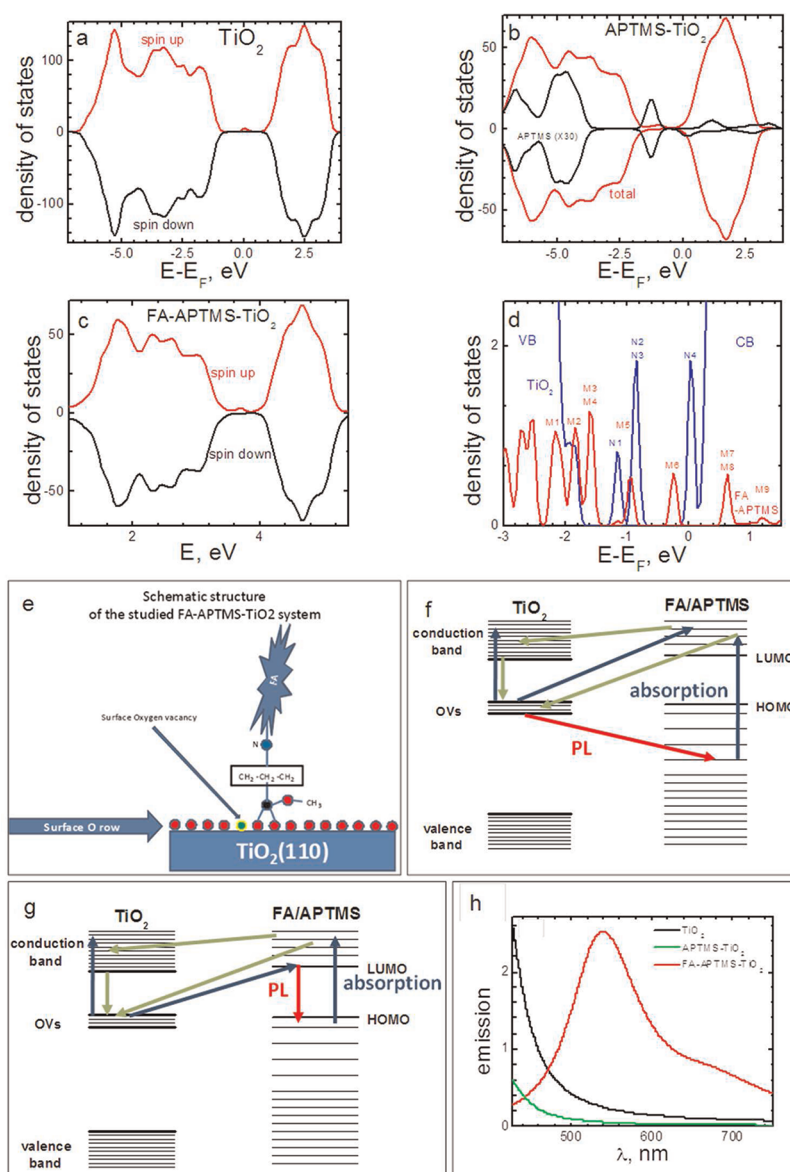 a
TiO2
spin up
spin down
density of states
100
0
-100
-5.0
-2.5
0.0
2.5
E-EF, eV
b
APTMS-TiO2
APTMS (X30)
total
density of states
50
0
-50
-5.0
-2.5
0.0
2.5
E-EF, eV
c
FA-APTMS-TiO2
spin up
spin down
density of states
50
0
-50
2
4
E, eV
d
VB
CB
TiO2
N2
N3
N4
M3
M4
M1
M2
M5
N1
M6
M7
M8
M9
FA
-APTMS
density of states
2
0
-3
-2
-1
0
1
E-EF, eV
e
Schematic structure
of the studied FA-APTMS-TiO2 system
FA
Surface Oxygen vacancy
N
CH2 -CH2 -CH2
CH3
Surface O row
TiO2(110)
f
TiO2
FA/APTMS
conduction
band
LUMO
absorption
OVs
HOMO
PL
valence
band
g
TiO2
FA/APTMS
conduction
band
LUMO
PL
absorption
OVs
HOMO
valence
band
h
TiO2
APTMS-TiO2
FA-APTMS-TiO2
emission
2
1
0
500
600
700
λ, nm